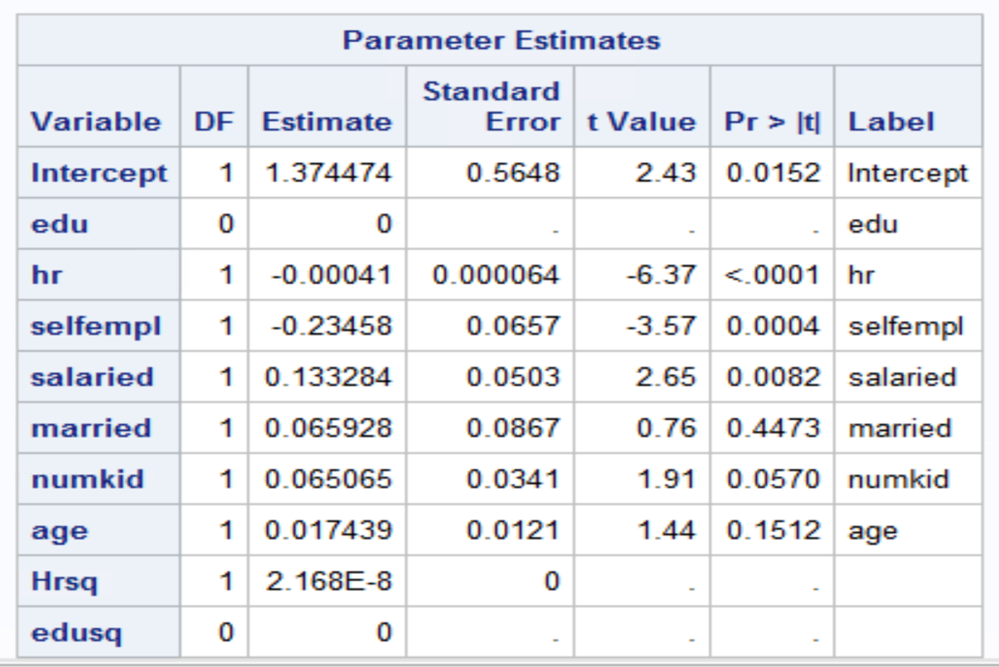 Parameter Estimates
Variable DF Estimate Standard Error t Value Pr > |t| Label
Intercept 1 1.374474 0.5648 2.43 0.0152 Intercept
edu 0 0 . . . edu
hr 1 -0.00041 0.000064 -6.37 <.0001 hr
selfempl 1 -0.23458 0.0657 -3.57 0.0004 selfempl
salaried 1 0.133284 0.0503 2.65 0.0082 salaried
married 1 0.065928 0.0867 0.76 0.4473 married
numkid 1 0.065065 0.0341 1.91 0.0570 numkid
age 1 0.017439 0.0121 1.44 0.1512 age
Hrsq 1 2.168E-8 0 . .
edusq 0 0 . . .